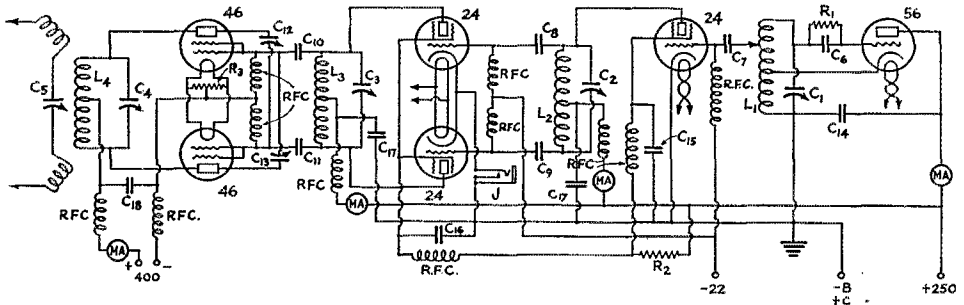 46
C12
C10
24
C8
24
56
R1
C7
C6
C5
L4
C4
R3
RFC
L3
C3
RFC
L2
C2
R.F.C.
L1
C1
C14
C13
C11
46
C17
RFC
24
C9
J
RFC
C17
MA
C15
MA
C18
RFC
RFC.
MA
C16
R.F.C.
R2
MA
+ 400 -
-22
-B
+C
+250